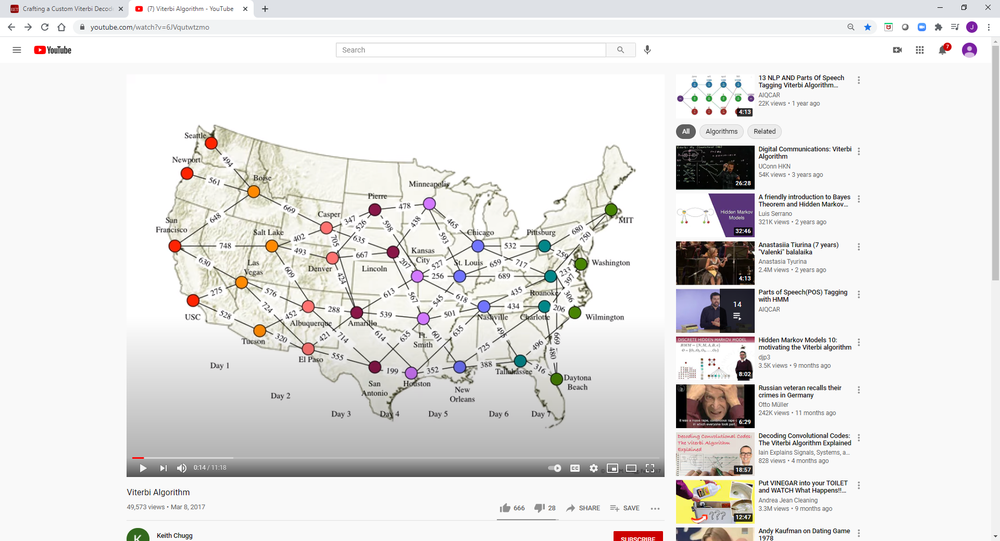 Crafting a Custom Viterbi Decod
(7) Viterbi Algorithm - YouTube
youtube.com/watch?v=6JVqutwtzmo
J
YouTube
Search
7
Seattle
Newport
494
Boise
561
Minneapolis
Pierre
478
669
Casper
347
648
San
Francisco
526
598
438
465
MIT
Salt Lake
Chicago
Pittsburg
680
750
402
705
635
593
748
532
493
667
Kansas
City
259
630
Las
Vegas
Denver
Lincoln
207
527
St. Louis
659
717
Washington
609
424
256
689
233
397
576
613
567
618
435
Roanoke
306
275
724
545
USC
528
452
288
539
501
434
206
Wilmington
Albuquerque
Amarillo
Nashville
Charlotte
Tucson
320
421
714
614
635
Ft.
Smith
601
635
495
669
El Paso
555
725
496
480
Day 1
199
352
388
Tallahassee
316
San
Antonio
Houston
New
Orleans
Daytona
Beach
Day 2
Day 3
Day 4
Day 5
Day 6
Day 7
0:14 / 11:18
CC
Viterbi Algorithm
49,573 views • Mar 8, 2017
666
28
SHARE
SAVE
K
Keith Chugg
SUBSCRIBE
4:13
13 NLP AND Parts Of Speech
Tagging Viterbi Algorithm...
AIQCAR
22K views • 1 year ago
All
Algorithms
Related
26:28
Digital Communications: Viterbi
Algorithm
UConn HKN
54K views • 3 years ago
Hidden Markov
Models
32:46
A friendly introduction to Bayes
Theorem and Hidden Markov...
Luis Serrano
321K views • 2 years ago
4:13
Anastasiia Tiurina (7 years)
"Valenki" balalaika
Anastasia Tyurina
2.4M views • 2 years ago
14
Parts of Speech(POS) Tagging
with HMM
AIQCAR
DISCRETE HIDDEN MARKOV MODEL
8:02
Hidden Markov Models 10:
motivating the Viterbi algorithm
djp3
3.5K views • 9 months ago
It was a mass rape, continuous rape
in which everyone took part.
6:29
Russian veteran recalls their
crimes in Germany
Otto Müller
242K views • 11 months ago
Decoding Convolutional Codes:
The Viterbi Algorithm
Explained
18:57
Decoding Convolutional Codes:
The Viterbi Algorithm Explained
Iain Explains Signals, Systems, a...
828 views • 4 months ago
???
12:47
Put VINEGAR into your TOILET
and WATCH What Happens!!...
Andrea Jean Cleaning
3.3M views • 9 months ago
Andy Kaufman on Dating Game
1978